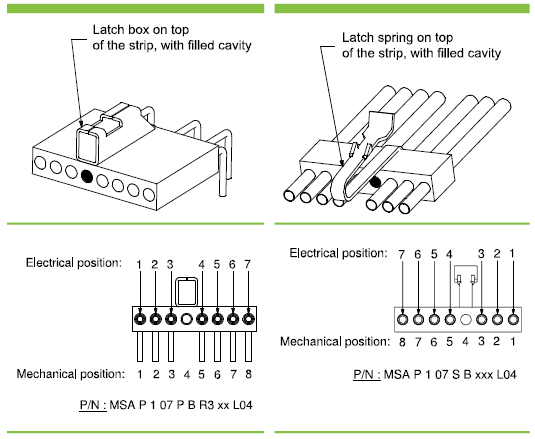 Latch box on top
of the strip, with filled cavity
Latch spring on top
of the strip, with filled cavity
Electrical position: 1 2 3 4 5 6 7
Mechanical position: 1 2 3 4 5 6 7 8
P/N : MSA P 1 07 P B R3 xx L04
Electrical position: 7 6 5 4 3 2 1
Mechanical position: 8 7 6 5 4 3 2 1
P/N : MSA P 1 07 S B xxx L04